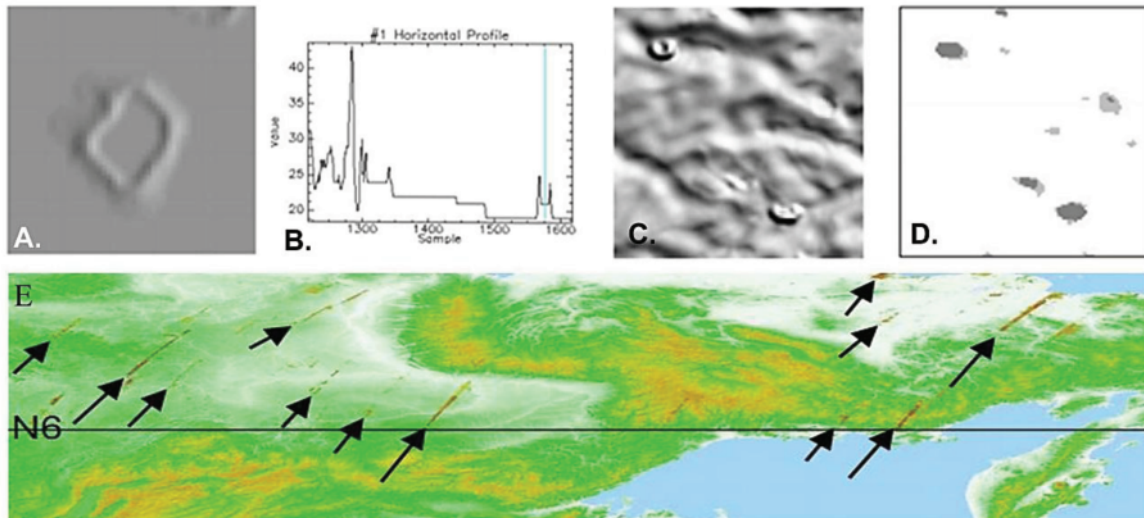 A.
#1 Horizontal Profile
Value
40
35
30
25
20
1300 1400 1500 1600
Sample
B.
C.
D.
E
N6